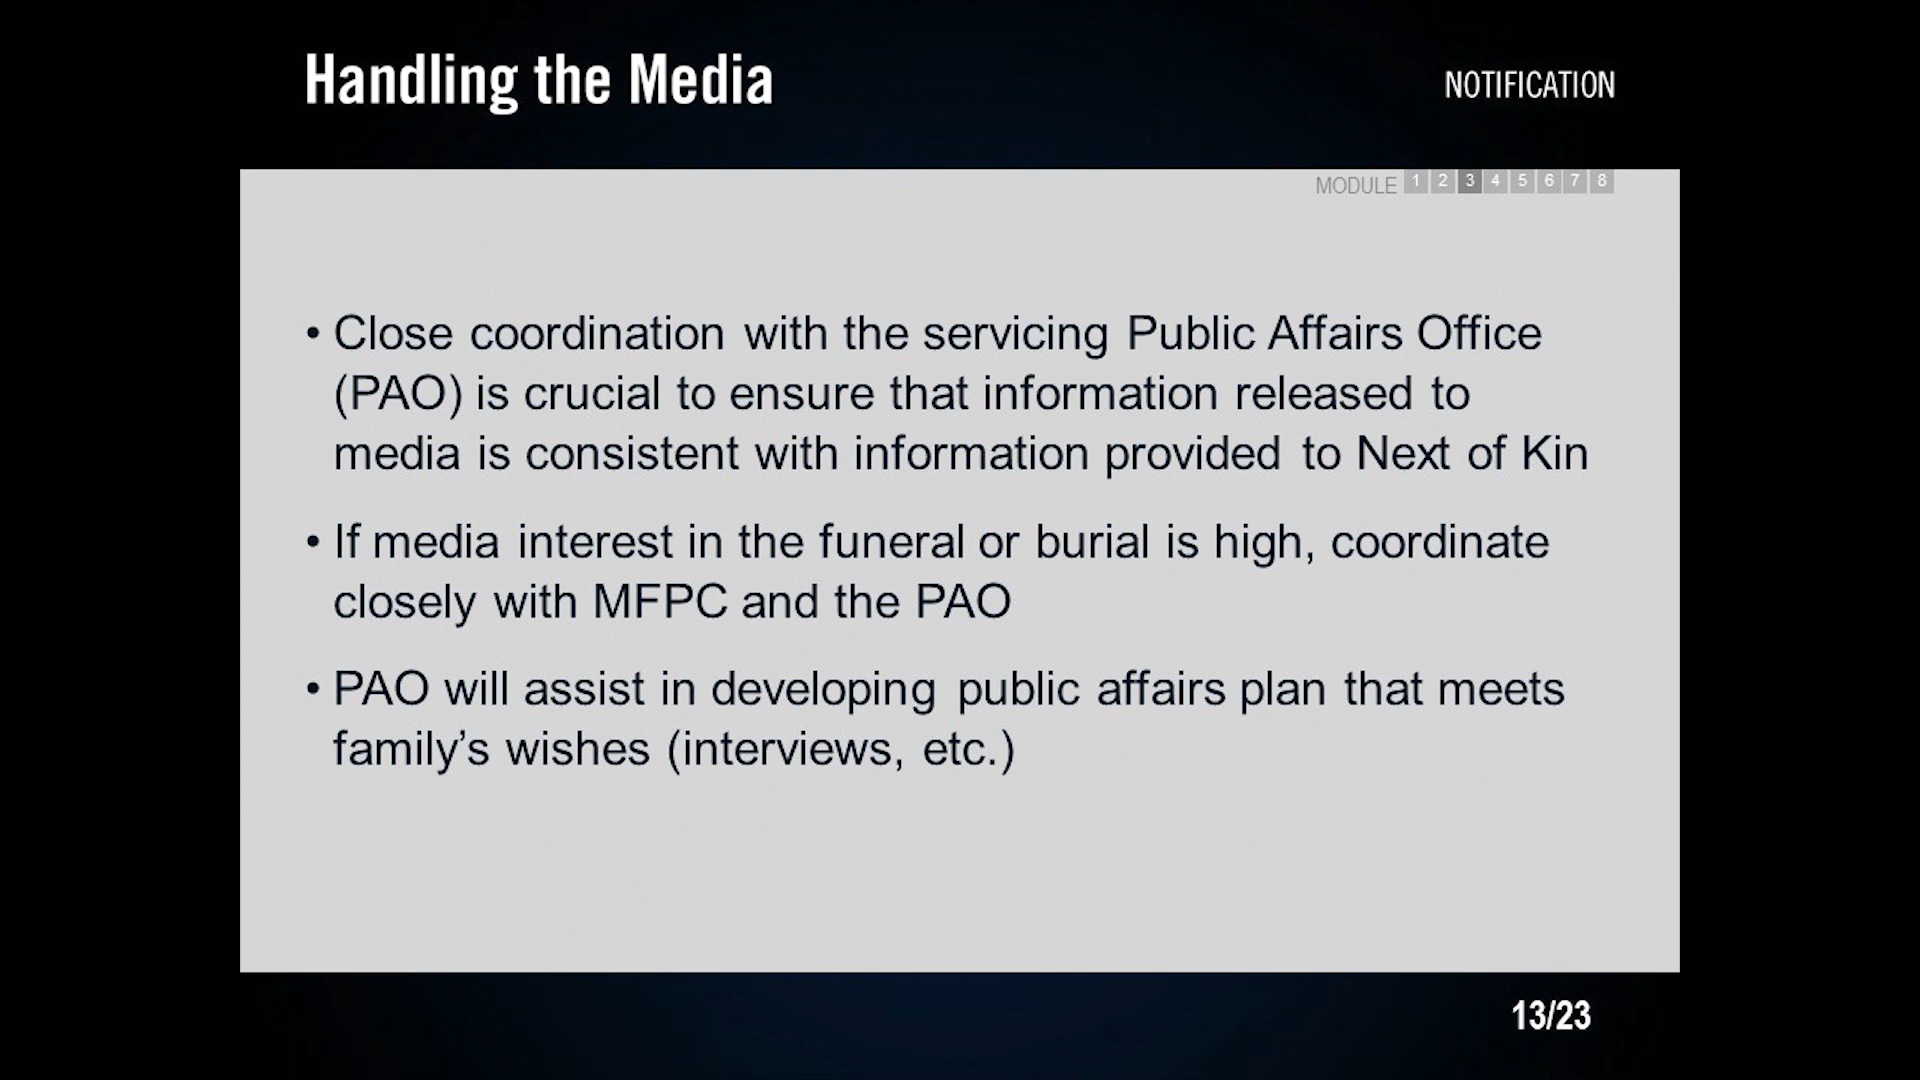 Handling the Media
NOTIFICATION
MODULE 1 2 3 4 5 6 7 8
• Close coordination with the servicing Public Affairs Office
(PAO) is crucial to ensure that information released to
media is consistent with information provided to Next of Kin
• If media interest in the funeral or burial is high, coordinate
closely with MFPC and the PAO
• PAO will assist in developing public affairs plan that meets
family’s wishes (interviews, etc.)
13/23